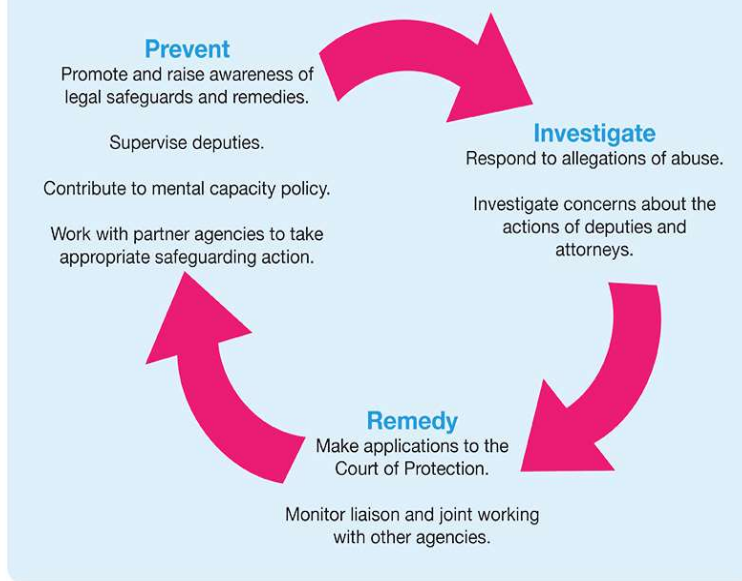 Prevent
Promote and raise awareness of
legal safeguards and remedies.
Supervise deputies.
Contribute to mental capacity policy.
Work with partner agencies to take
appropriate safeguarding action.
Investigate
Respond to allegations of abuse.
Investigate concerns about the
actions of deputies and
attorneys.
Remedy
Make applications to the
Court of Protection.
Monitor liaison and joint working
with other agencies.